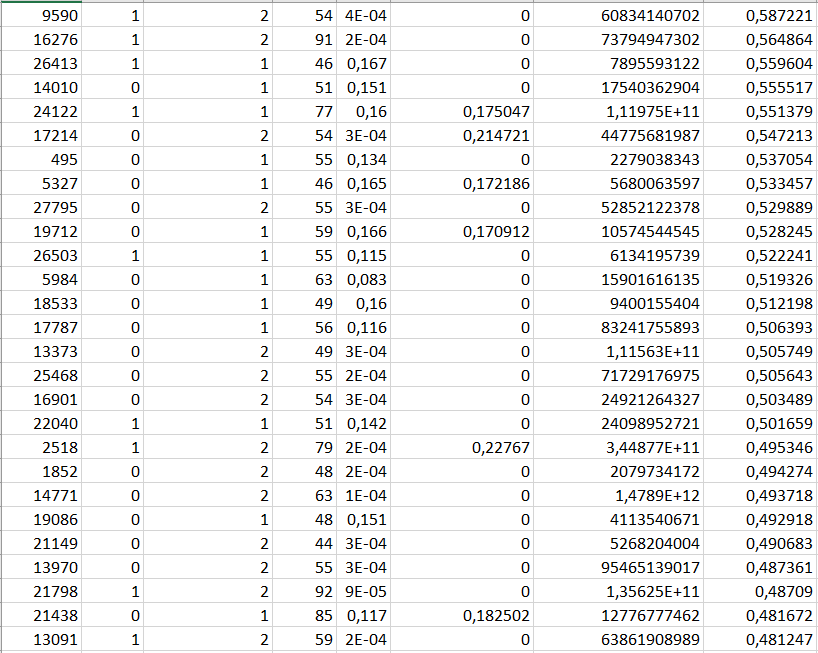 9590 1 2 54 4E-04 0 60834140702 0,587221
16276 1 2 91 2E-04 0 73794947302 0,564864
26413 1 1 46 0,167 0 7895593122 0,559604
14010 0 1 51 0,151 0 17540362904 0,555517
24122 1 1 77 0,16 0,175047 1,11975E+11 0,551379
17214 0 2 54 3E-04 0,214721 44775681987 0,547213
495 0 1 55 0,134 0 2279038343 0,537054
5327 0 1 46 0,165 0,172186 5680063597 0,533457
27795 0 2 55 3E-04 0 52852122378 0,529889
19712 0 1 59 0,166 0,170912 10574544545 0,528245
26503 1 1 55 0,115 0 6134195739 0,522241
5984 0 1 63 0,083 0 15901616135 0,519326
18533 0 1 49 0,16 0 9400155404 0,512198
17787 0 1 56 0,116 0 83241755893 0,506393
13373 0 2 49 3E-04 0 1,11563E+11 0,505749
25468 0 2 55 2E-04 0 71729176975 0,505643
16901 0 2 54 3E-04 0 24921264327 0,503489
22040 1 1 51 0,142 0 24098952721 0,501659
2518 1 2 79 2E-04 0,22767 3,44877E+11 0,495346
1852 0 2 48 2E-04 0 2079734172 0,494274
14771 0 2 63 1E-04 0 1,4789E+12 0,493718
19086 0 1 48 0,151 0 4113540671 0,492918
21149 0 2 44 3E-04 0 5268204004 0,490683
13970 0 2 55 3E-04 0 95465139017 0,487361
21798 1 2 92 9E-05 0 1,35625E+11 0,48709
21438 0 1 85 0,117 0,182502 12776777462 0,481672
13091 1 2 59 2E-04 0 63861908989 0,481247